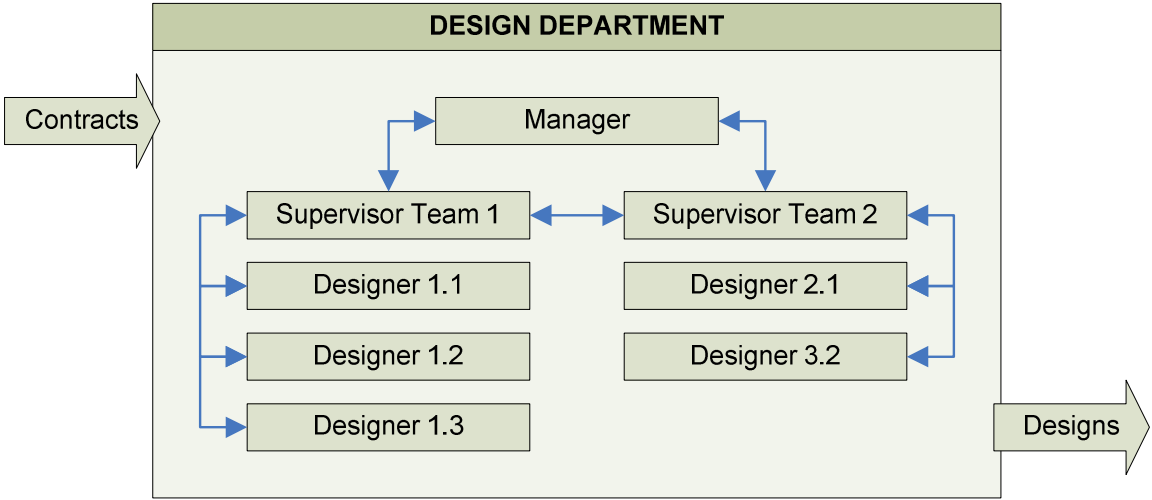 DESIGN DEPARTMENT
Contracts
Manager
Supervisor Team 1
Supervisor Team 2
Designer 1.1
Designer 2.1
Designer 1.2
Designer 3.2
Designer 1.3
Designs